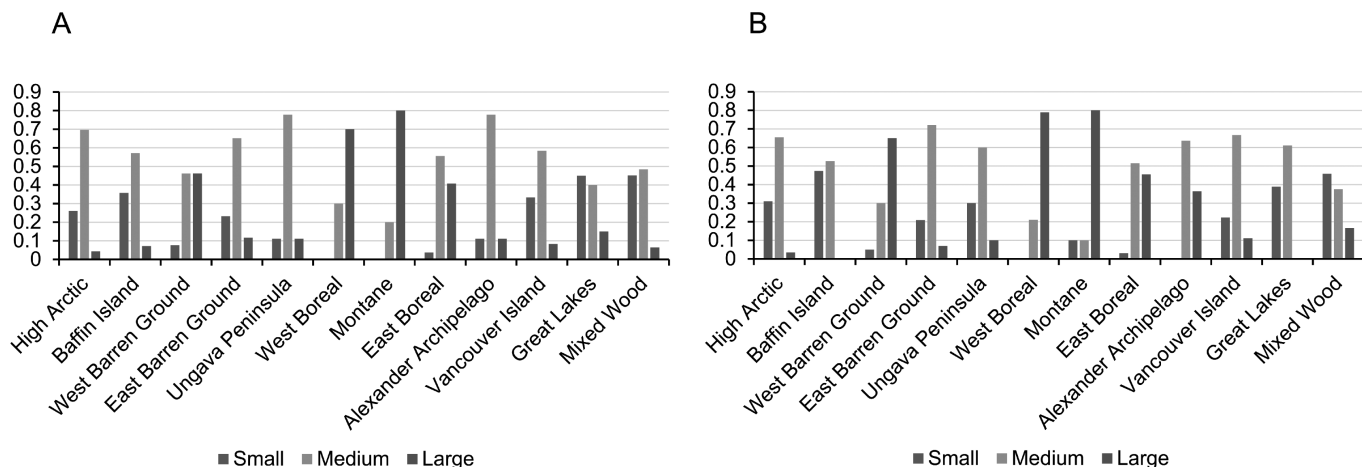 A
0.9
0.8
0.7
0.6
0.5
0.4
0.3
0.2
0.1
0
High Arctic
Baffin Island
West Barren Ground
East Barren Ground
Ungava Peninsula
West Boreal
Montane
East Boreal
Alexander Archipelago
Vancouver Island
Great Lakes
Mixed Wood
Small Medium Large
B
0.9
0.8
0.7
0.6
0.5
0.4
0.3
0.2
0.1
0
High Arctic
Baffin Island
West Barren Ground
East Barren Ground
Ungava Peninsula
West Boreal
Montane
East Boreal
Alexander Archipelago
Vancouver Island
Great Lakes
Mixed Wood
Small Medium Large